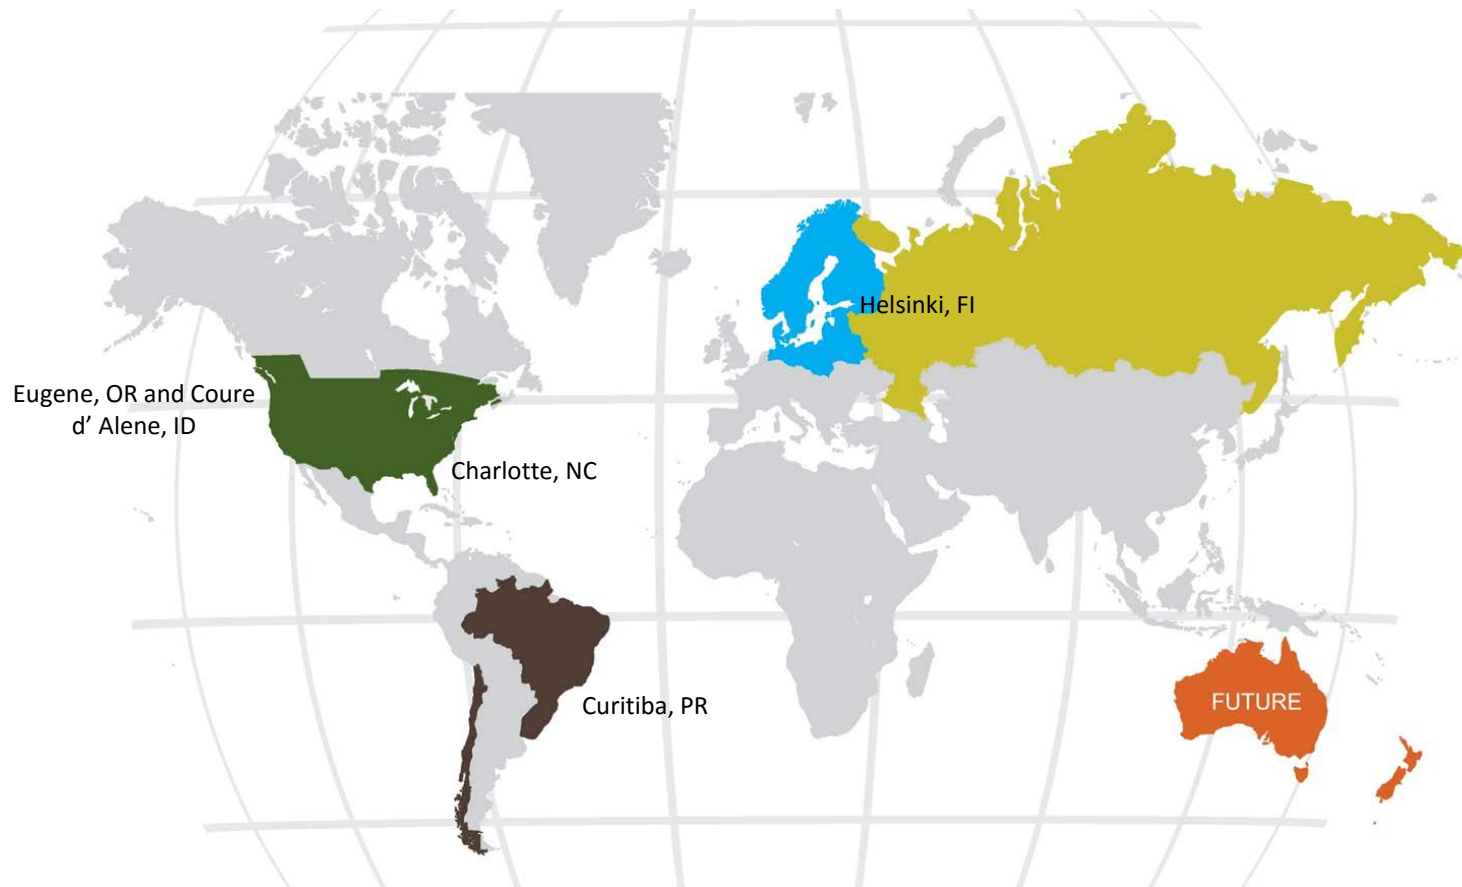 Helsinki, FI
Eugene, OR and Coure
d’ Alene, ID
Charlotte, NC
Curitiba, PR
FUTURE